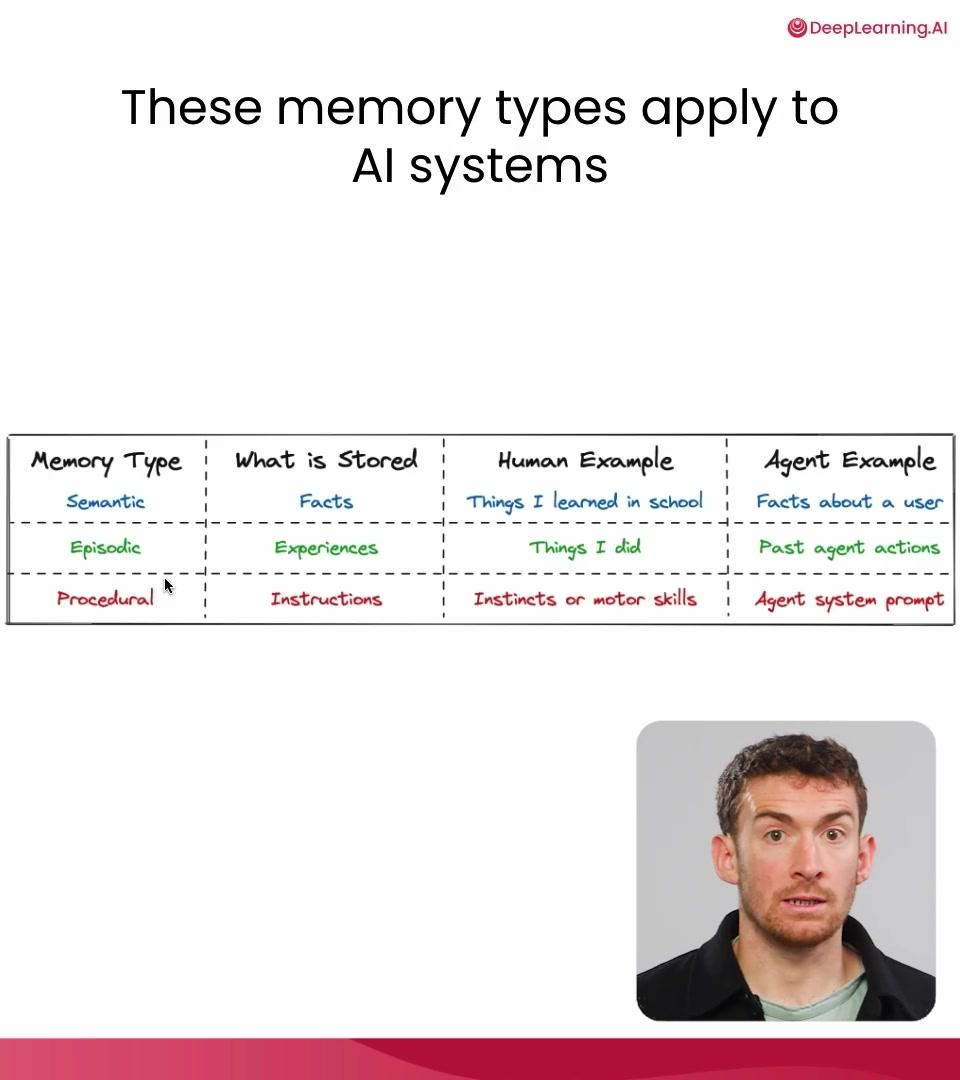 DeepLearning.AI
These memory types apply to
AI systems
Memory Type What is Stored Human Example Agent Example
Semantic Facts Things I learned in school Facts about a user
Episodic Experiences Things I did Past agent actions
Procedural Instructions Instincts or motor skills Agent system prompt